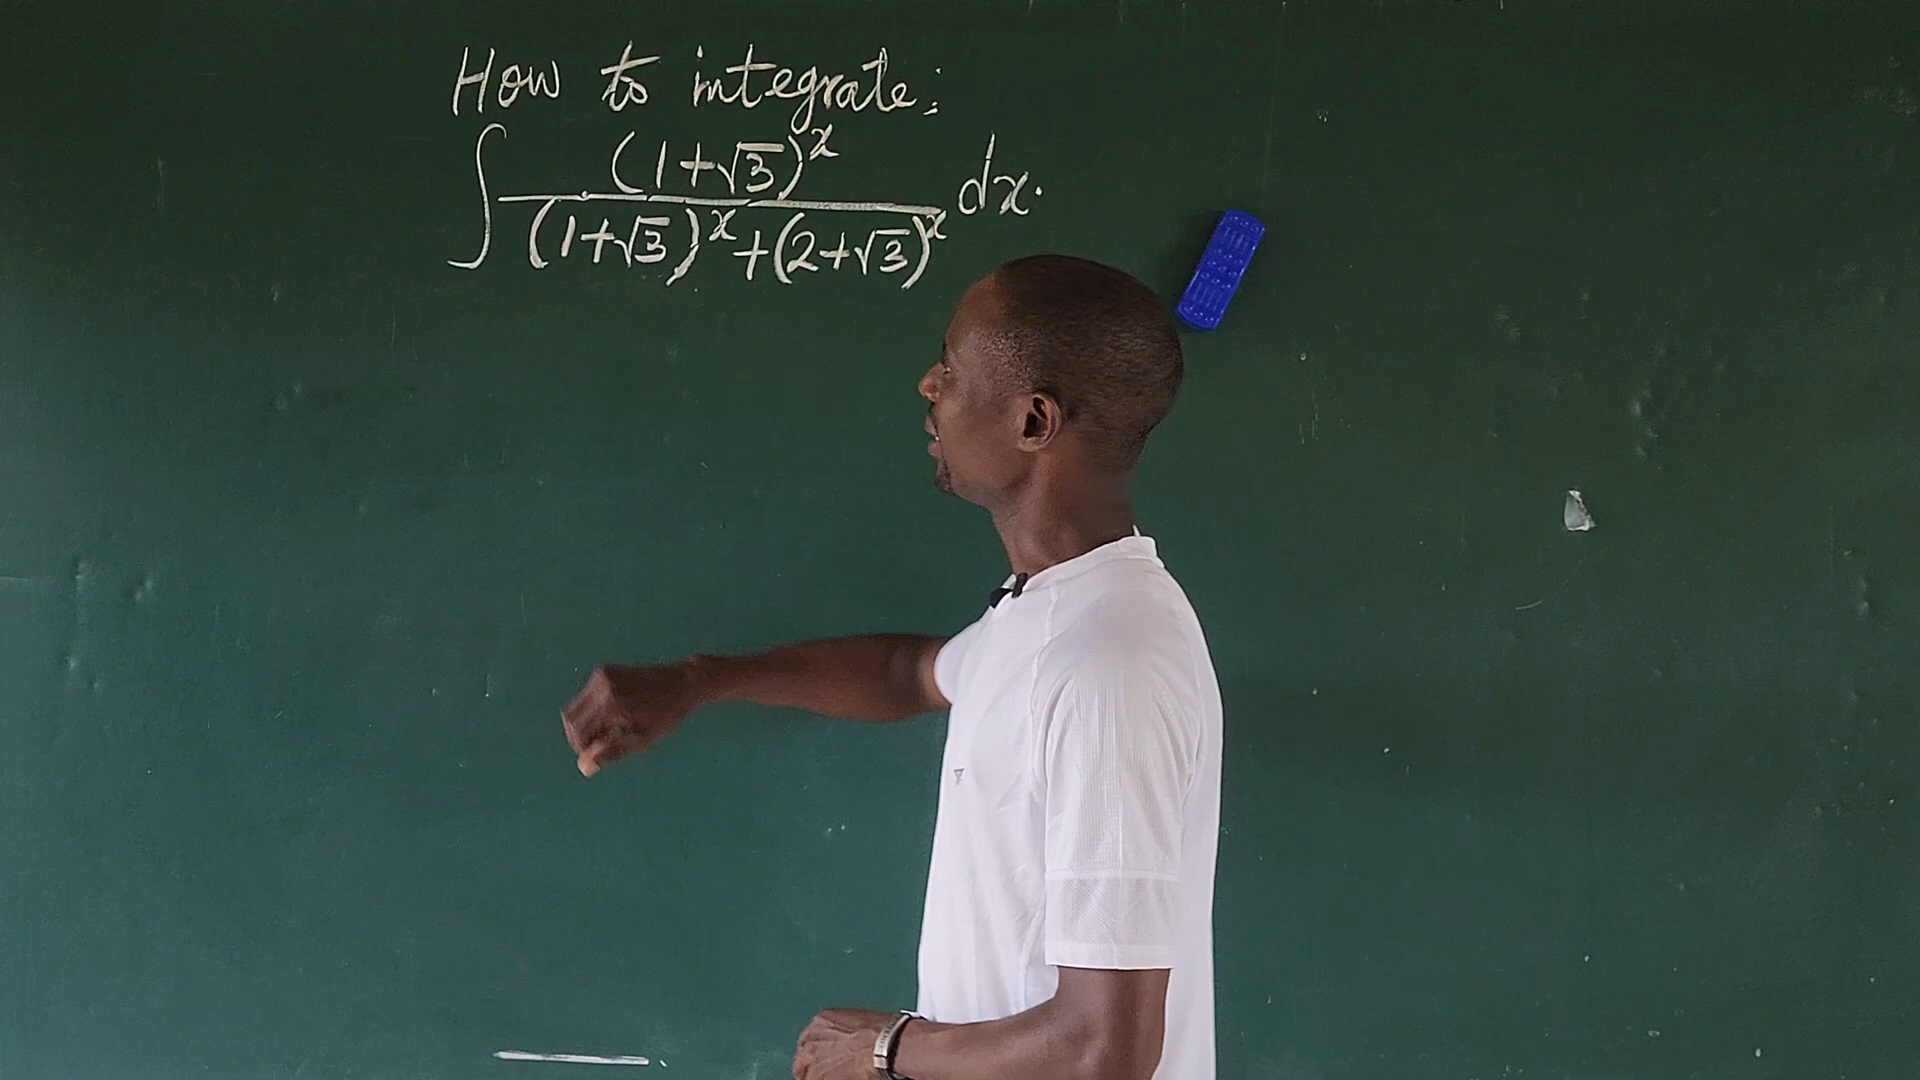 How to integrate:
∫ (1+√3)^x / ((1+√3)^x+(2+√3)^x) dx.